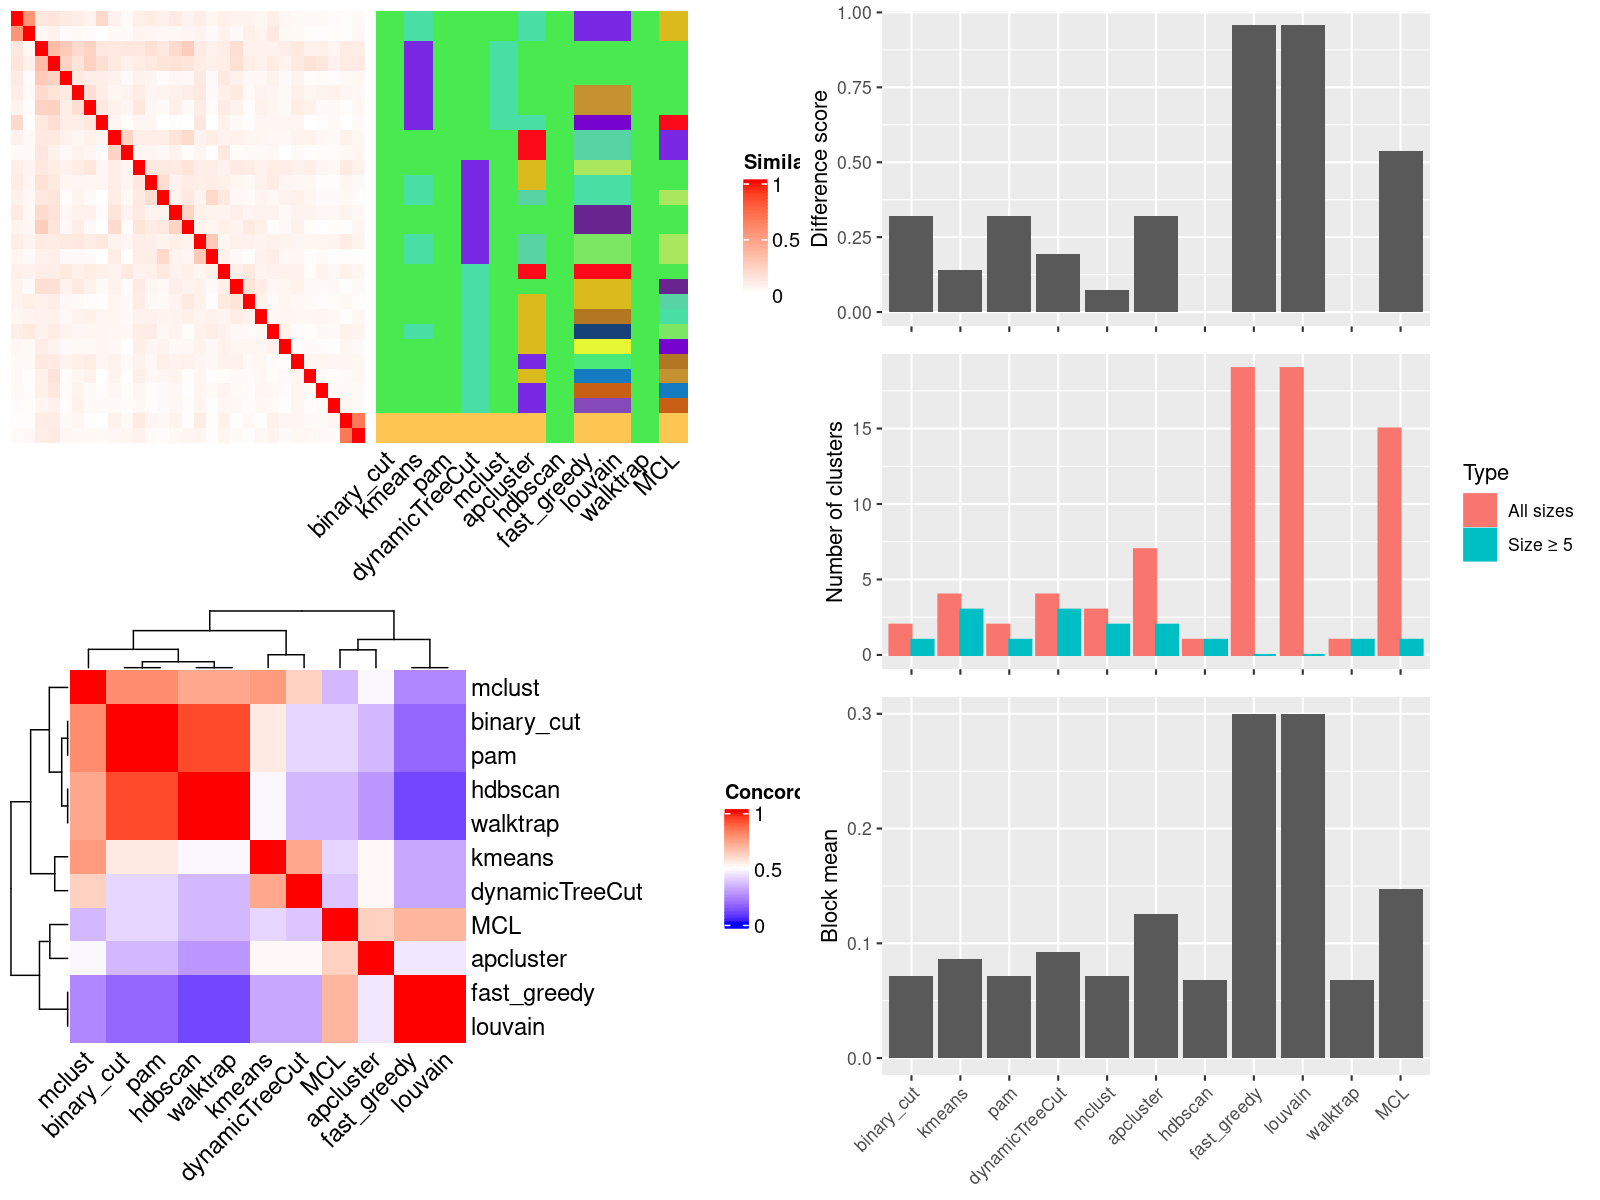 Simila
1
0.5
0
binary_cut
kmeans
pam
dynamicTreeCut
mclust
apcluster
hdbscan
fast_greedy
louvain
walktrap
MCL
mclust
binary_cut
pam
hdbscan
walktrap
kmeans
dynamicTreeCut
MCL
apcluster
fast_greedy
louvain
mclust
binary_cut
pam
hdbscan
walktrap
kmeans
dynamicTreeCut
MCL
apcluster
fast_greedy
louvain
Concord
1
0.5
0
Difference score
1.00
0.75
0.50
0.25
0.00
Number of clusters
15
10
5
0
Type
All sizes
Size ≥ 5
Block mean
0.3
0.2
0.1
0.0
binary_cut
kmeans
pam
dynamicTreeCut
mclust
apcluster
hdbscan
fast_greedy
louvain
walktrap
MCL